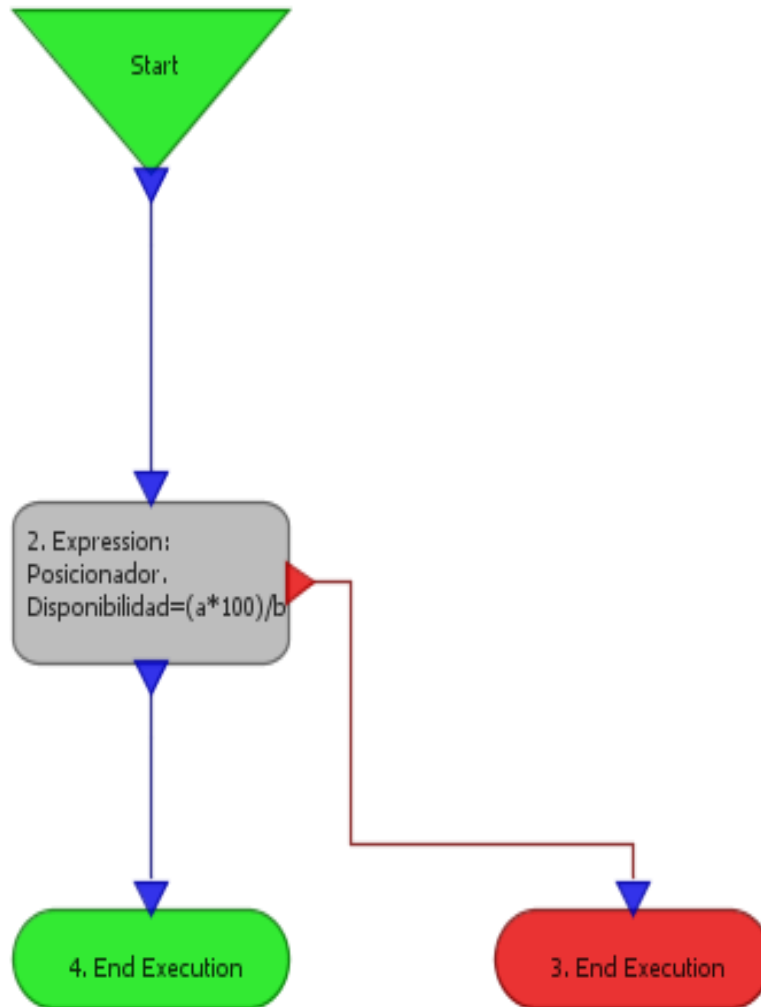 Start
2. Expression:
Posicionador.
Disponibilidad=(a*100)/b
4. End Execution
3. End Execution